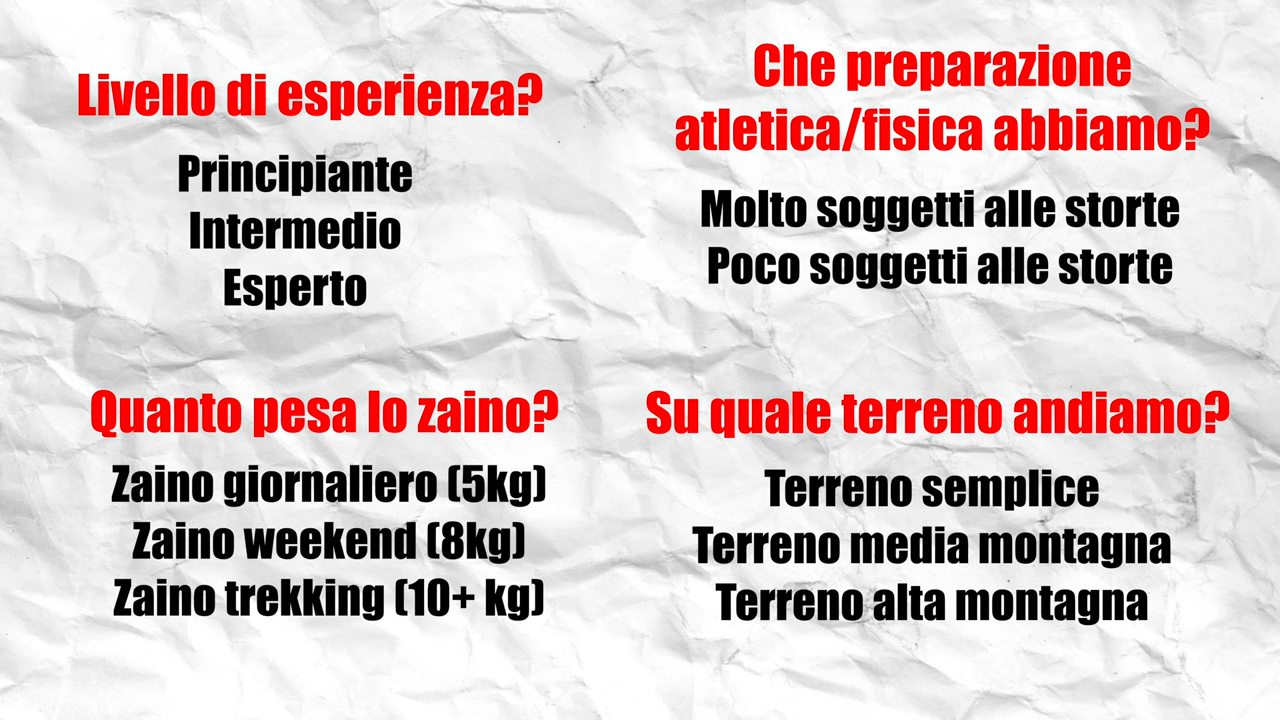 Livello di esperienza?
Principiante
Intermedio
Esperto
Che preparazione
atletica/fisica abbiamo?
Molto soggetti alle storte
Poco soggetti alle storte
Quanto pesa lo zaino?
Zaino giornaliero (5kg)
Zaino weekend (8kg)
Zaino trekking (10+ kg)
Su quale terreno andiamo?
Terreno semplice
Terreno media montagna
Terreno alta montagna